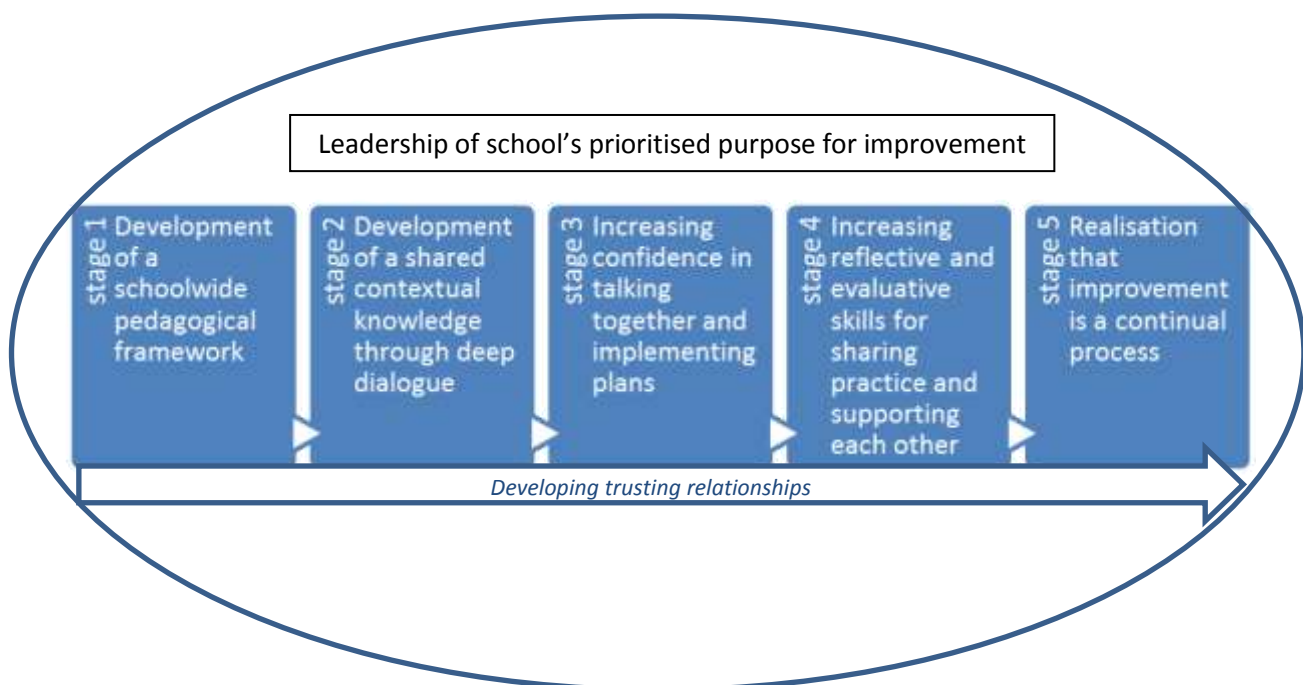 Leadership of school’s prioritised purpose for improvement
stage 1
Development
of a
schoolwide
pedagogical
framework
stage 2
Development
of a shared
contextual
knowledge
through deep
dialogue
stage 3
Increasing
confidence in
talking
together and
implementing
plans
stage 4
Increasing
reflective and
evaluative
skills for
sharing
practice and
supporting
each other
stage 5
Realisation
that
improvement
is a continual
process
Developing trusting relationships